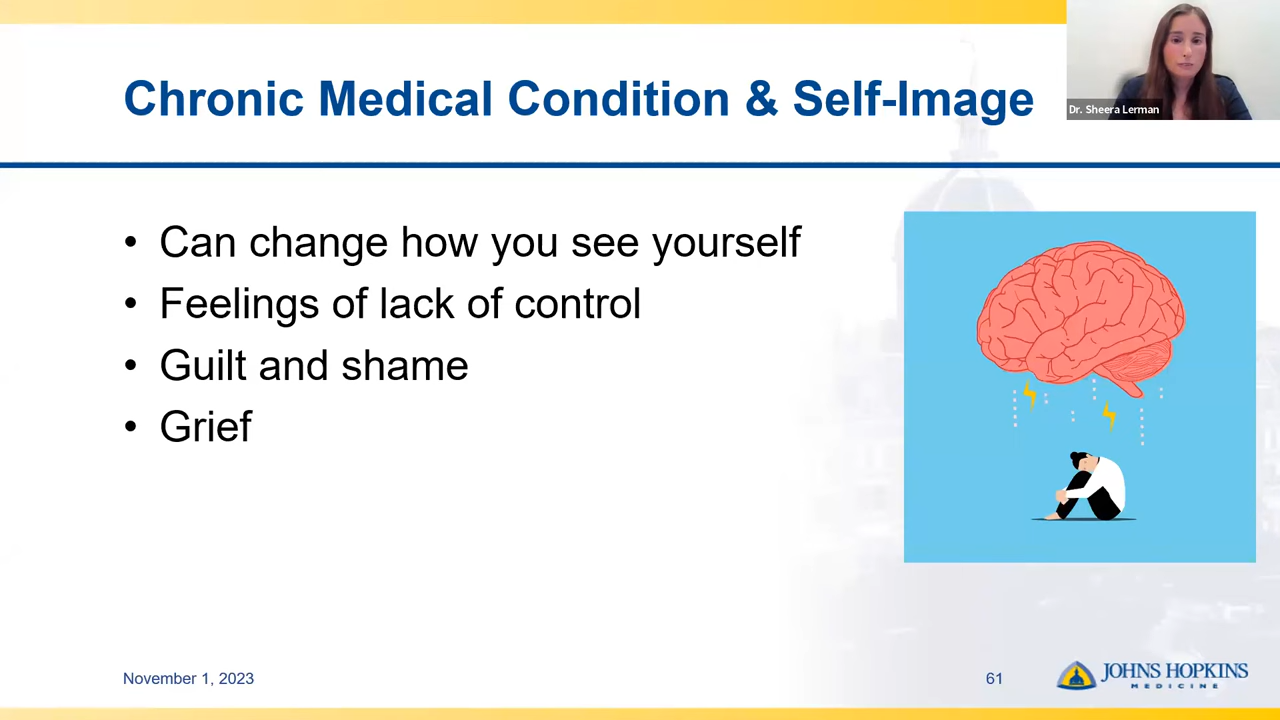 Chronic Medical Condition & Self-Image
Dr. Sheera Lerman
• Can change how you see yourself
• Feelings of lack of control
• Guilt and shame
• Grief
November 1, 2023
61
JOHNS HOPKINS
MEDICINE